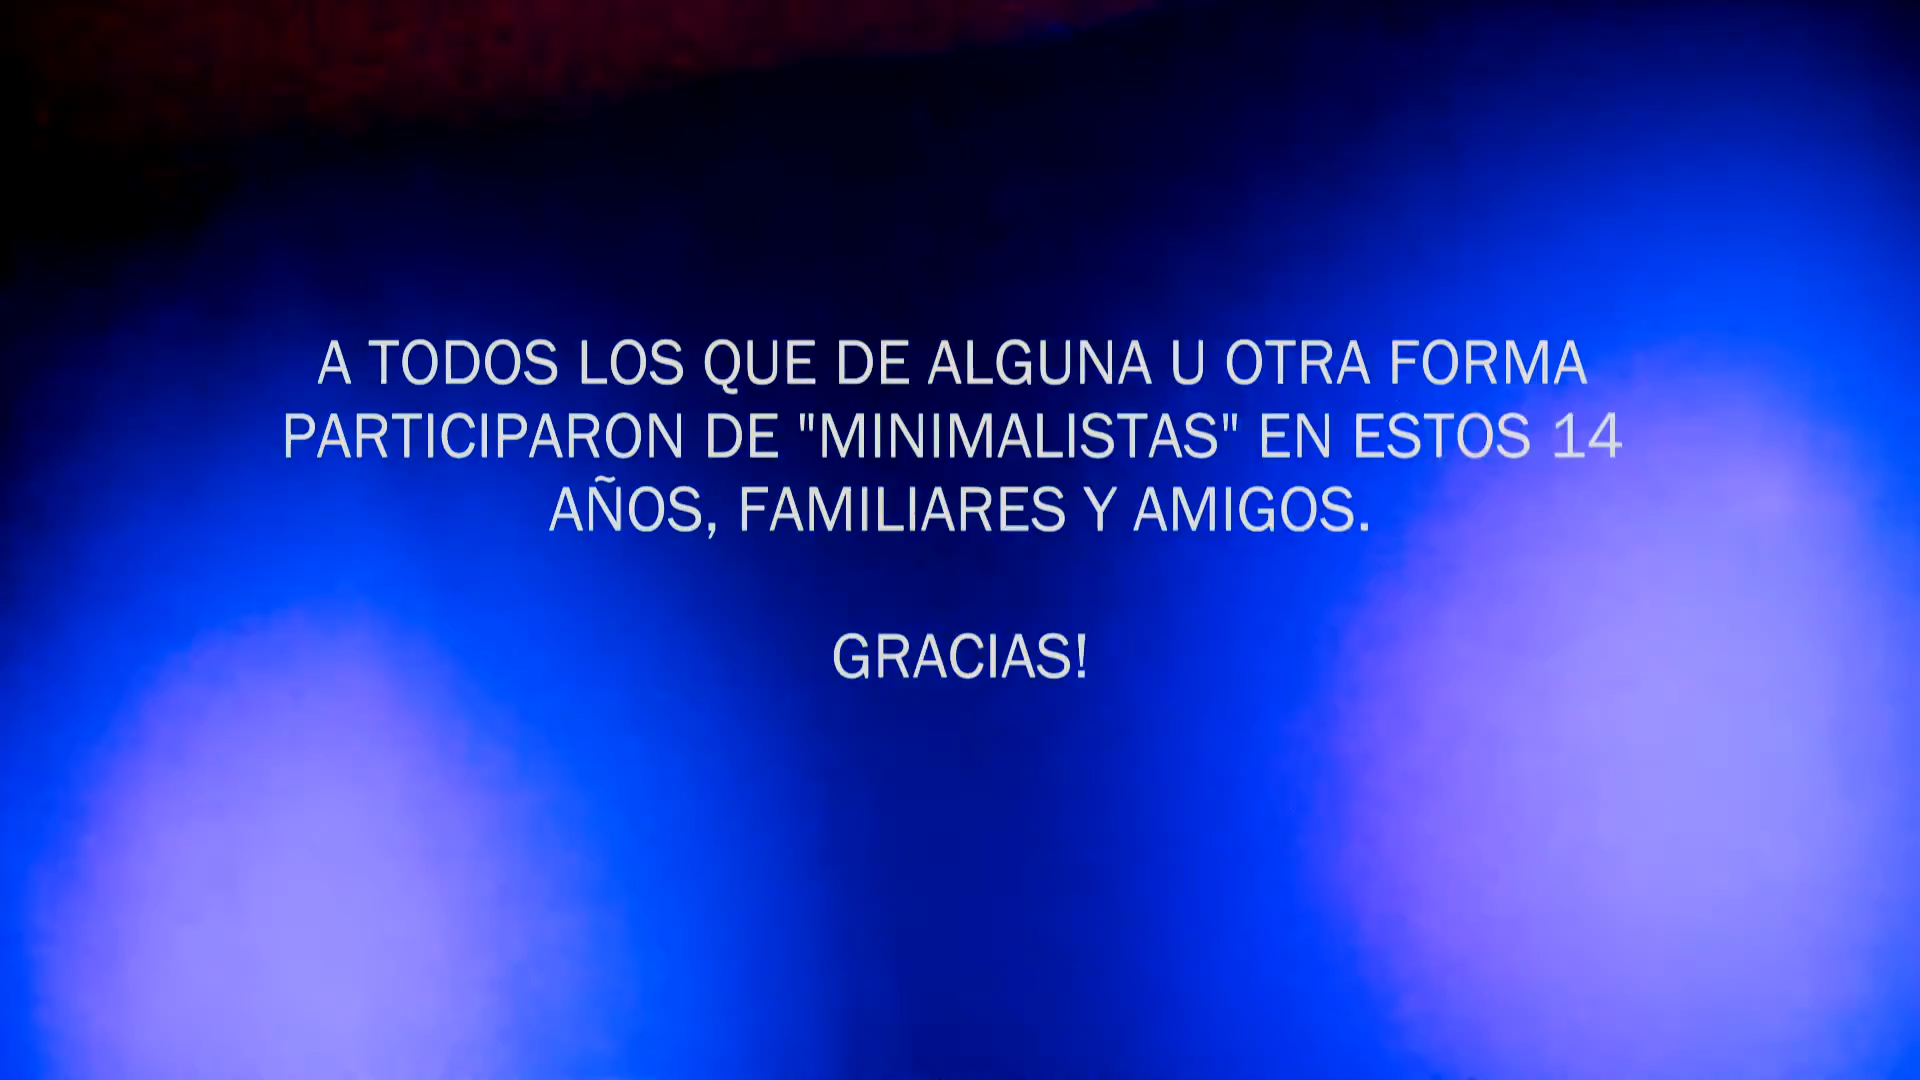 A TODOS LOS QUE DE ALGUNA U OTRA FORMA
PARTICIPARON DE "MINIMALISTAS" EN ESTOS 14
AÑOS, FAMILIARES Y AMIGOS.
GRACIAS!